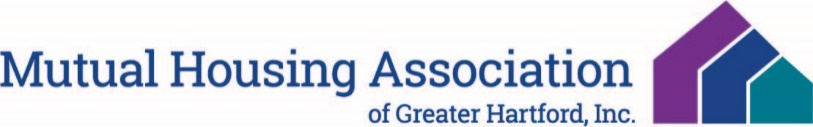 Mutual Housing Association
of Greater Hartford, Inc.